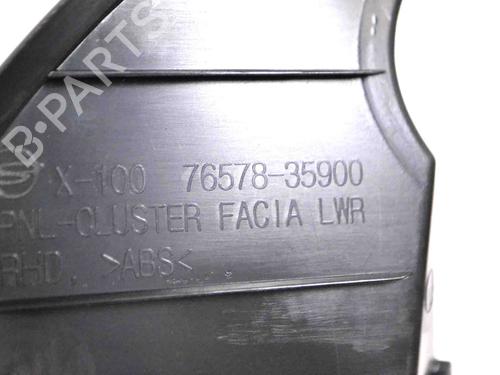 B-PARTS
X-100 76578-35900
PNL-CLUSTER FACIA LWR
RHD. >ABS<